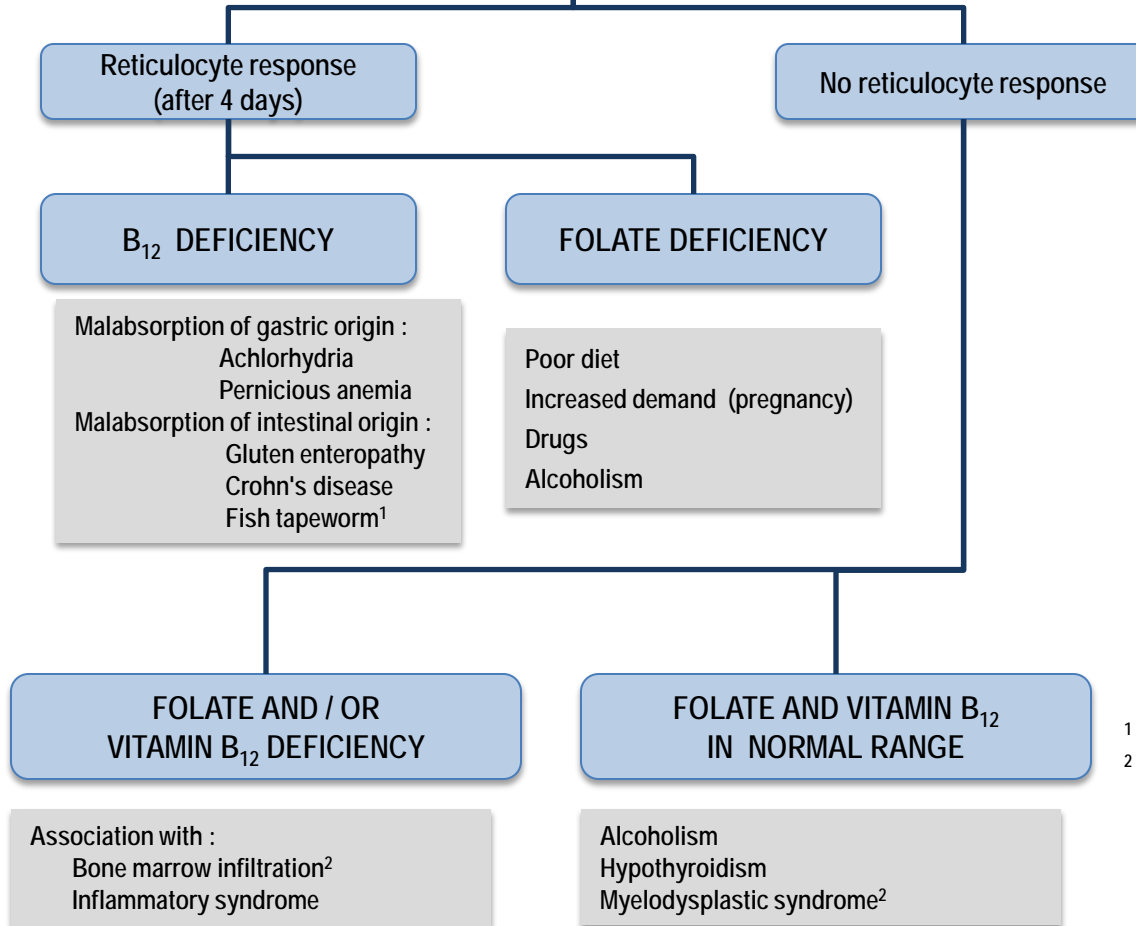 Reticulocyte response
(after 4 days)
No reticulocyte response
B₁₂ DEFICIENCY
FOLATE DEFICIENCY
Malabsorption of gastric origin :
Achlorhydria
Pernicious anemia
Malabsorption of intestinal origin :
Gluten enteropathy
Crohn's disease
Fish tapeworm¹
Poor diet
Increased demand (pregnancy)
Drugs
Alcoholism
FOLATE AND / OR
VITAMIN B₁₂ DEFICIENCY
FOLATE AND VITAMIN B₁₂
IN NORMAL RANGE
1
2
Association with :
Bone marrow infiltration²
Inflammatory syndrome
Alcoholism
Hypothyroidism
Myelodysplastic syndrome²